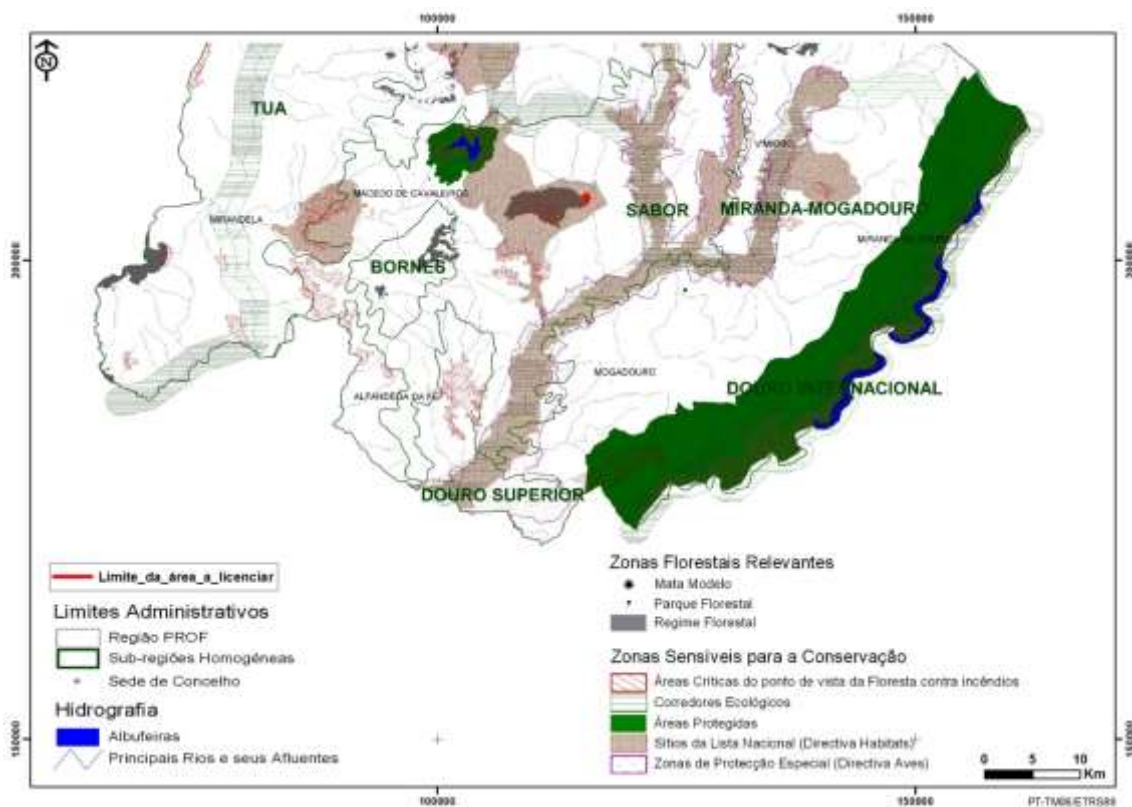 100000
150000
TUA
VIMIOSO
MACEDO DE CAVALEIROS
MIRANDELA
SABOR
MIRANDA-MOGADOURO
200000
BORNES
MOGADOURO
DOURO INTERNACIONAL
ALFANDEGA DA FE
DOURO SUPERIOR
Limite_da_área_a_licenciar
Limites Administrativos
Região PROF
Sub-regiões Homogéneas
Sede de Concelho
Hidrografia
Albufeiras
Principais Rios e seus Afluentes
Zonas Florestais Relevantes
Mata Modelo
Parque Florestal
Regime Florestal
Zonas Sensíveis para a Conservação
Áreas Críticas do ponto de vista da Floresta contra incêndios
Corredores Ecológicos
Áreas Protegidas
Sítios da Lista Nacional (Directiva Habitats)
Zonas de Protecção Especial (Directiva Aves)
0 5 10
Km
150000
150000
100000
150000
PT-TM06/ETRS89